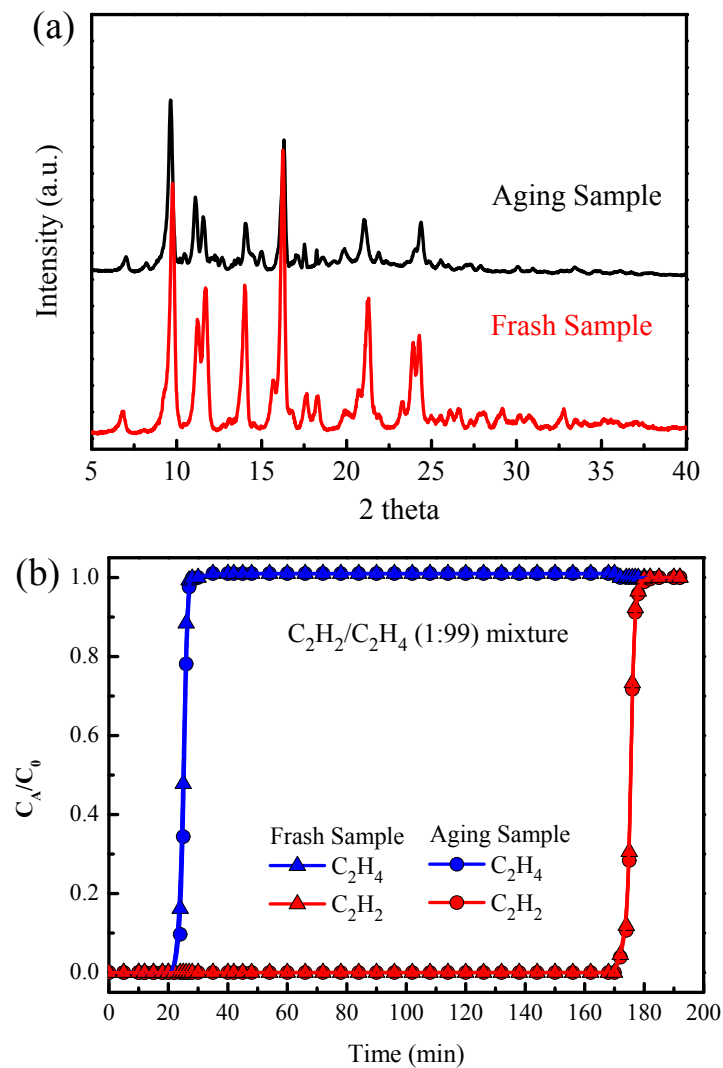 (a)
Intensity (a.u.)
Aging Sample
Frash Sample
5 10 15 20 25 30 35 40
2 theta
(b)
1.0
0.8
0.6
0.4
0.2
0.0
C₂H₂/C₂H₄ (1:99) mixture
C_A/C₀
Frash Sample Aging Sample
C₂H₄ C₂H₄
C₂H₂ C₂H₂
0 20 40 60 80 100 120 140 160 180 200
Time (min)